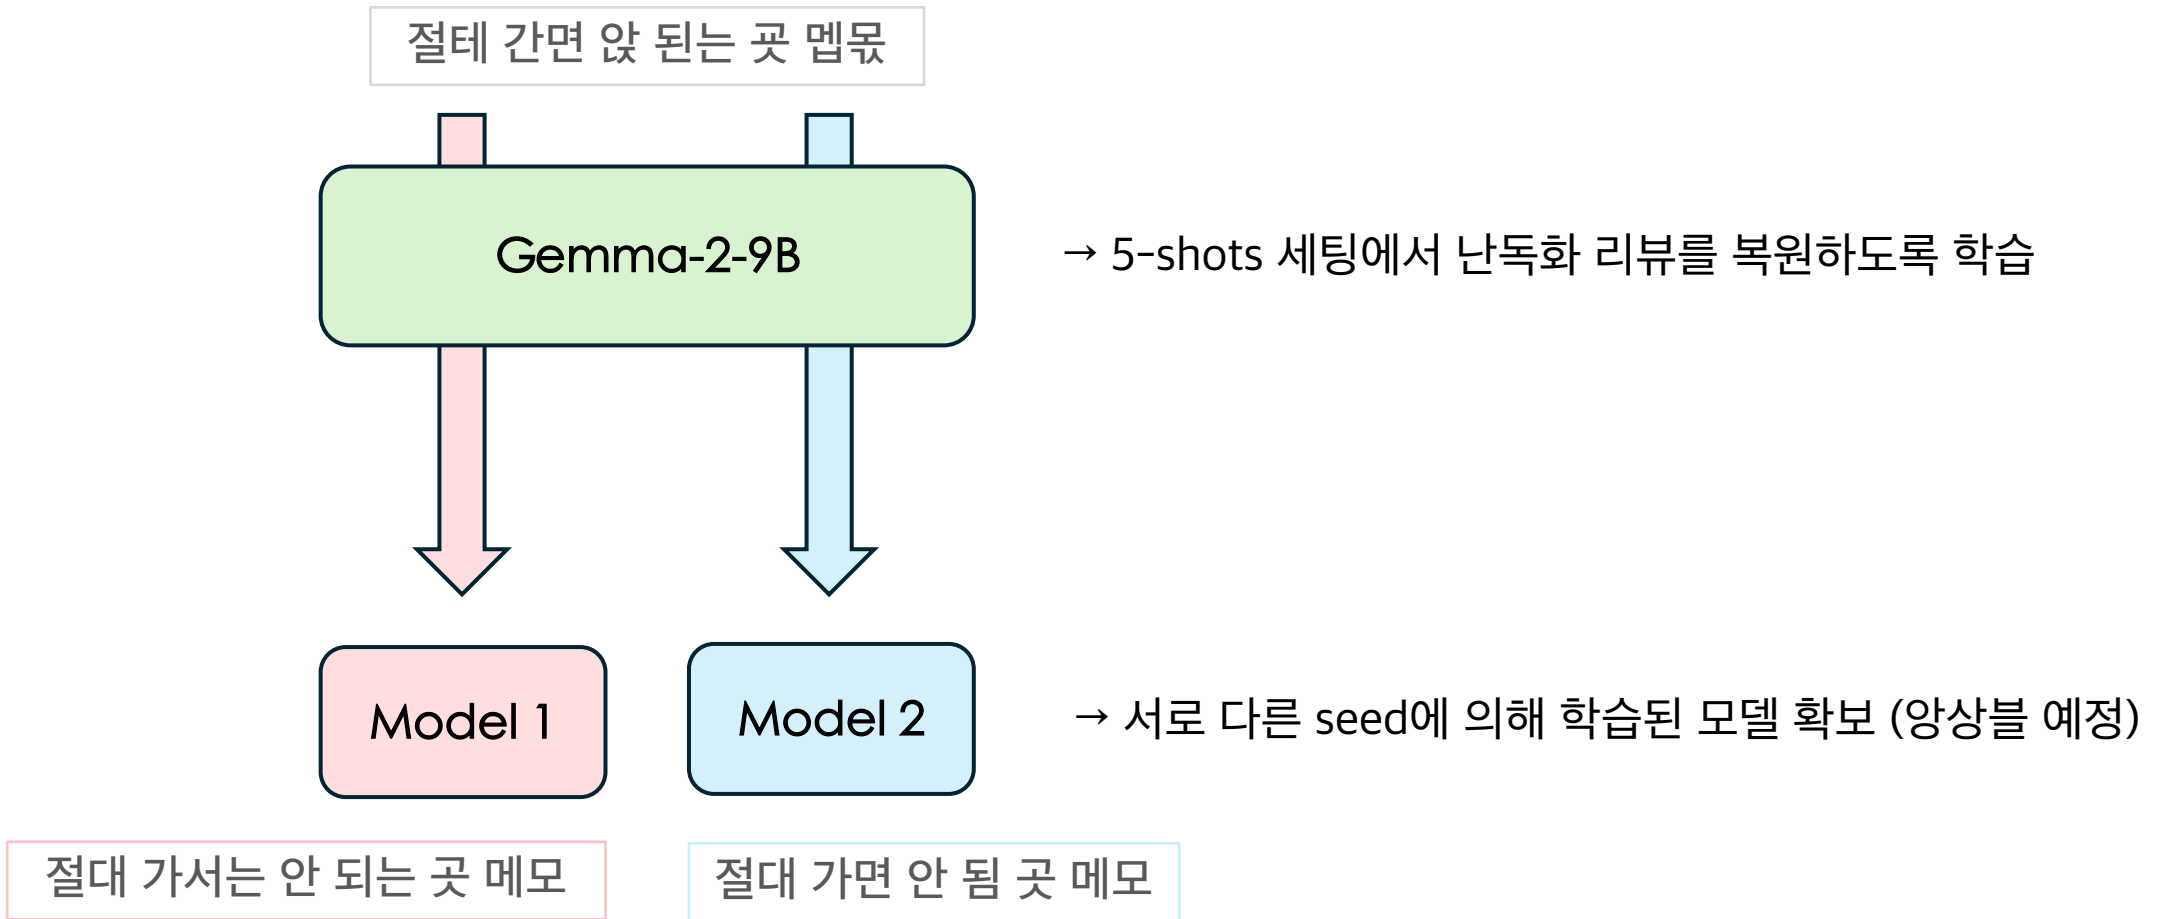 절테 간면 앉 되는 곳 멥몫
Gemma-2-9B
→ 5-shots 세팅에서 난독화 리뷰를 복원하도록 학습
Model 1
Model 2
→ 서로 다른 seed에 의해 학습된 모델 확보 (앙상블 예정)
절대 가서는 안 되는 곳 메모
절대 가면 안 됨 곳 메모